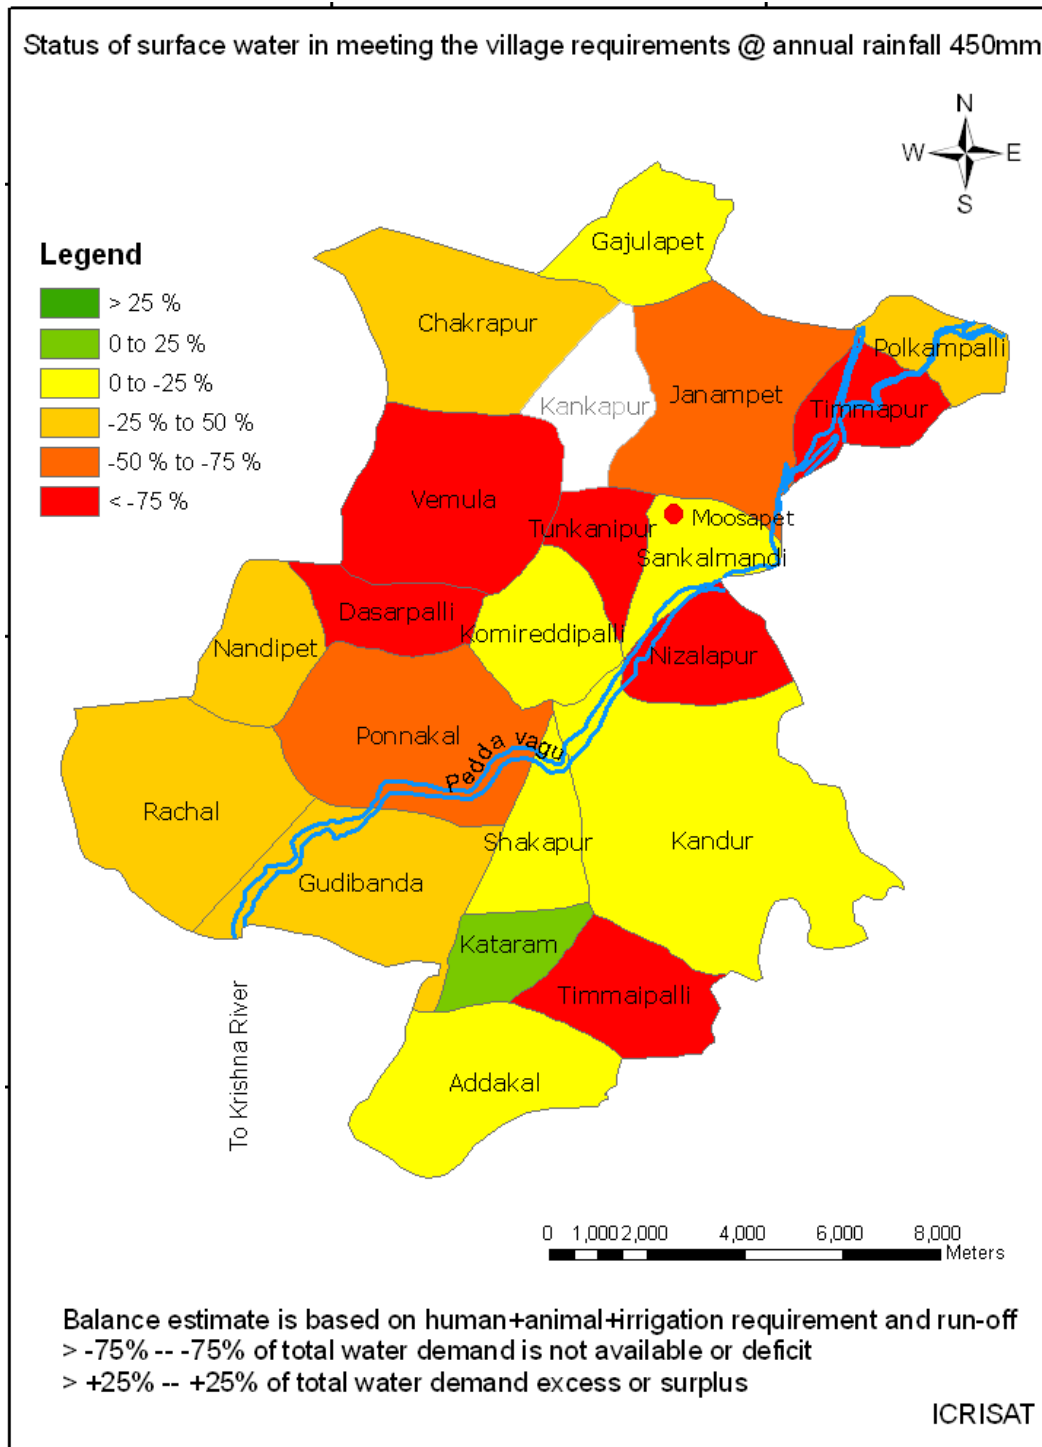 Status of surface water in meeting the village requirements @ annual rainfall 450mm
N
W E
S
Legend
> 25 %
0 to 25 %
0 to -25 %
-25 % to 50 %
-50 % to -75 %
< -75 %
Gajulapet
Chakrapur
Polkampalli
Kankapur
Janampet
Timmapur
Vemula
Tunkanipur
Moosapet
Sankalmandi
Dasarpalli
Komireddipalli
Nandipet
Nizalapur
Ponnakal
Pedda vagu
Rachal
Shakapur
Kandur
Gudibanda
Kataram
Timmaipalli
To Krishna River
Addakal
0 1,000 2,000 4,000 6,000 8,000
Meters
Balance estimate is based on human+animal+irrigation requirement and run-off
> -75% -- -75% of total water demand is not available or deficit
> +25% -- +25% of total water demand excess or surplus
ICRISAT